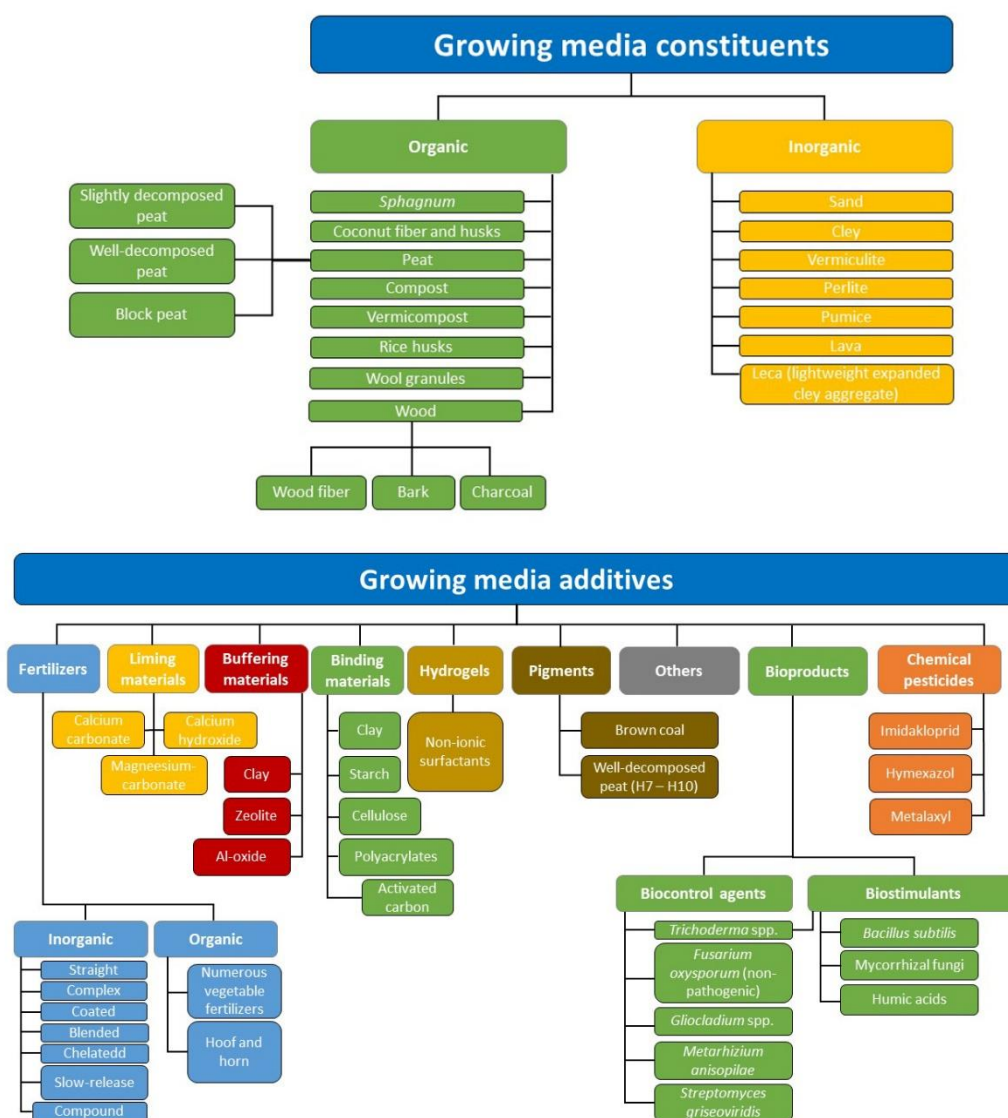 Growing media constituents
Organic
Inorganic
Slightly decomposed
peat
Well-decomposed
peat
Block peat
Sphagnum
Coconut fiber and husks
Peat
Compost
Vermicompost
Rice husks
Wool granules
Wood
Wood fiber
Bark
Charcoal
Sand
Cley
Vermiculite
Perlite
Pumice
Lava
Leca (lightweight expanded
cley aggregate)
Growing media additives
Fertilizers
Liming
materials
Buffering
materials
Binding
materials
Hydrogels
Pigments
Others
Bioproducts
Chemical
pesticides
Calcium
carbonate
Calcium
hydroxide
Magneesium-
carbonate
Clay
Zeolite
Al-oxide
Clay
Starch
Cellulose
Polyacrylates
Activated
carbon
Non-ionic
surfactants
Brown coal
Well-decomposed
peat (H7 – H10)
Imidakloprid
Hymexazol
Metalaxyl
Inorganic
Straight
Complex
Coated
Blended
Chelatedd
Slow-release
Compound
Organic
Numerous
vegetable
fertilizers
Hoof and
horn
Biocontrol agents
Trichoderma spp.
Fusarium
oxysporum (non-
pathogenic)
Gliocladium spp.
Metarhizium
anisopilae
Streptomyces
griseoviridis
Biostimulants
Bacillus subtilis
Mycorrhizal fungi
Humic acids